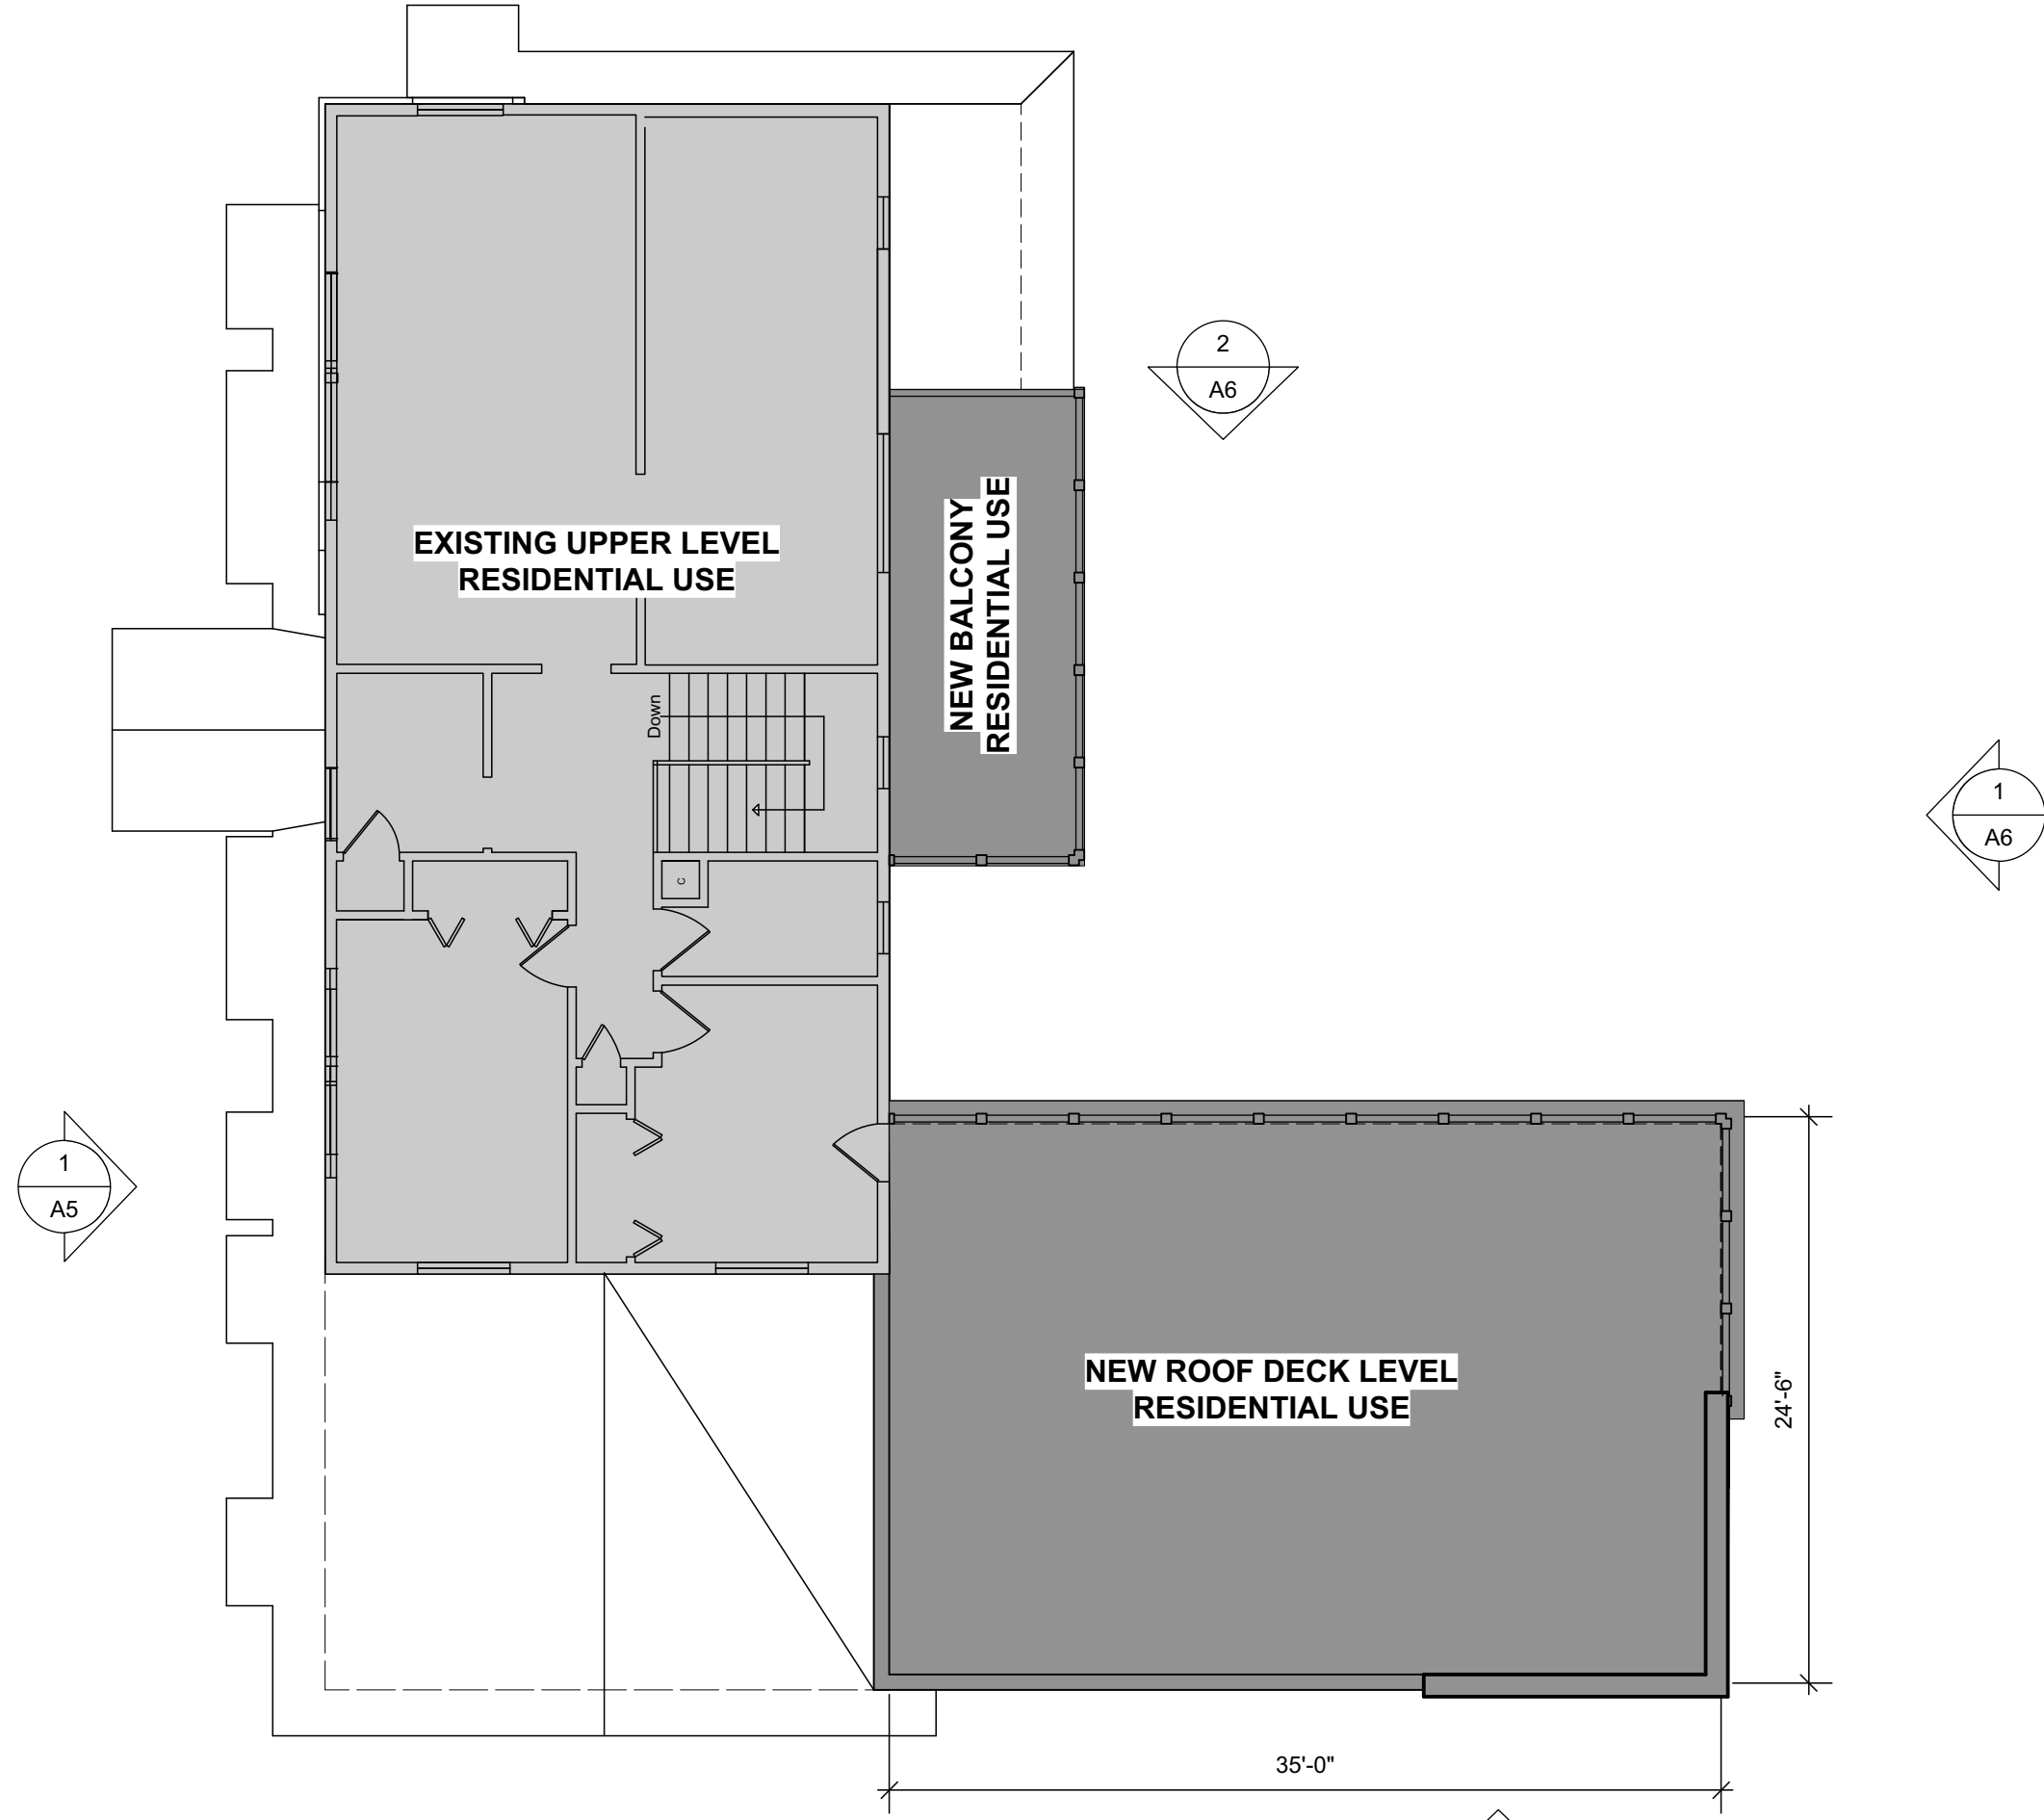 2
A6
EXISTING UPPER LEVEL
RESIDENTIAL USE
NEW BALCONY
RESIDENTIAL USE
Down
1
A6
C
1
A5
NEW ROOF DECK LEVEL
RESIDENTIAL USE
24'-6"
35'-0"